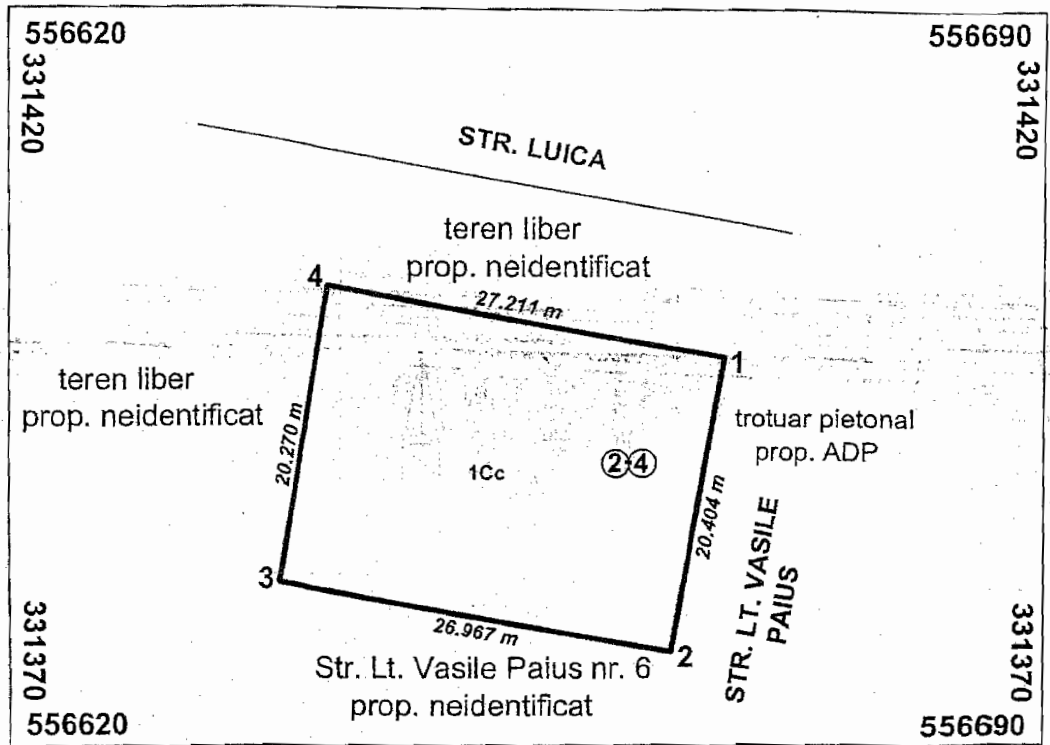 556620
556690
331420
331420
STR. LUICA
teren liber
prop. neidentificat
4
27.211 m
1
teren liber
prop. neidentificat
trotuar pietonal
prop. ADP
20.270 m
1Cc
2-4
20.404 m
STR. LT. VASILE
PAIUS
3
26.967 m
2
Str. Lt. Vasile Paius nr. 6
prop. neidentificat
331370
331370
556620
556690